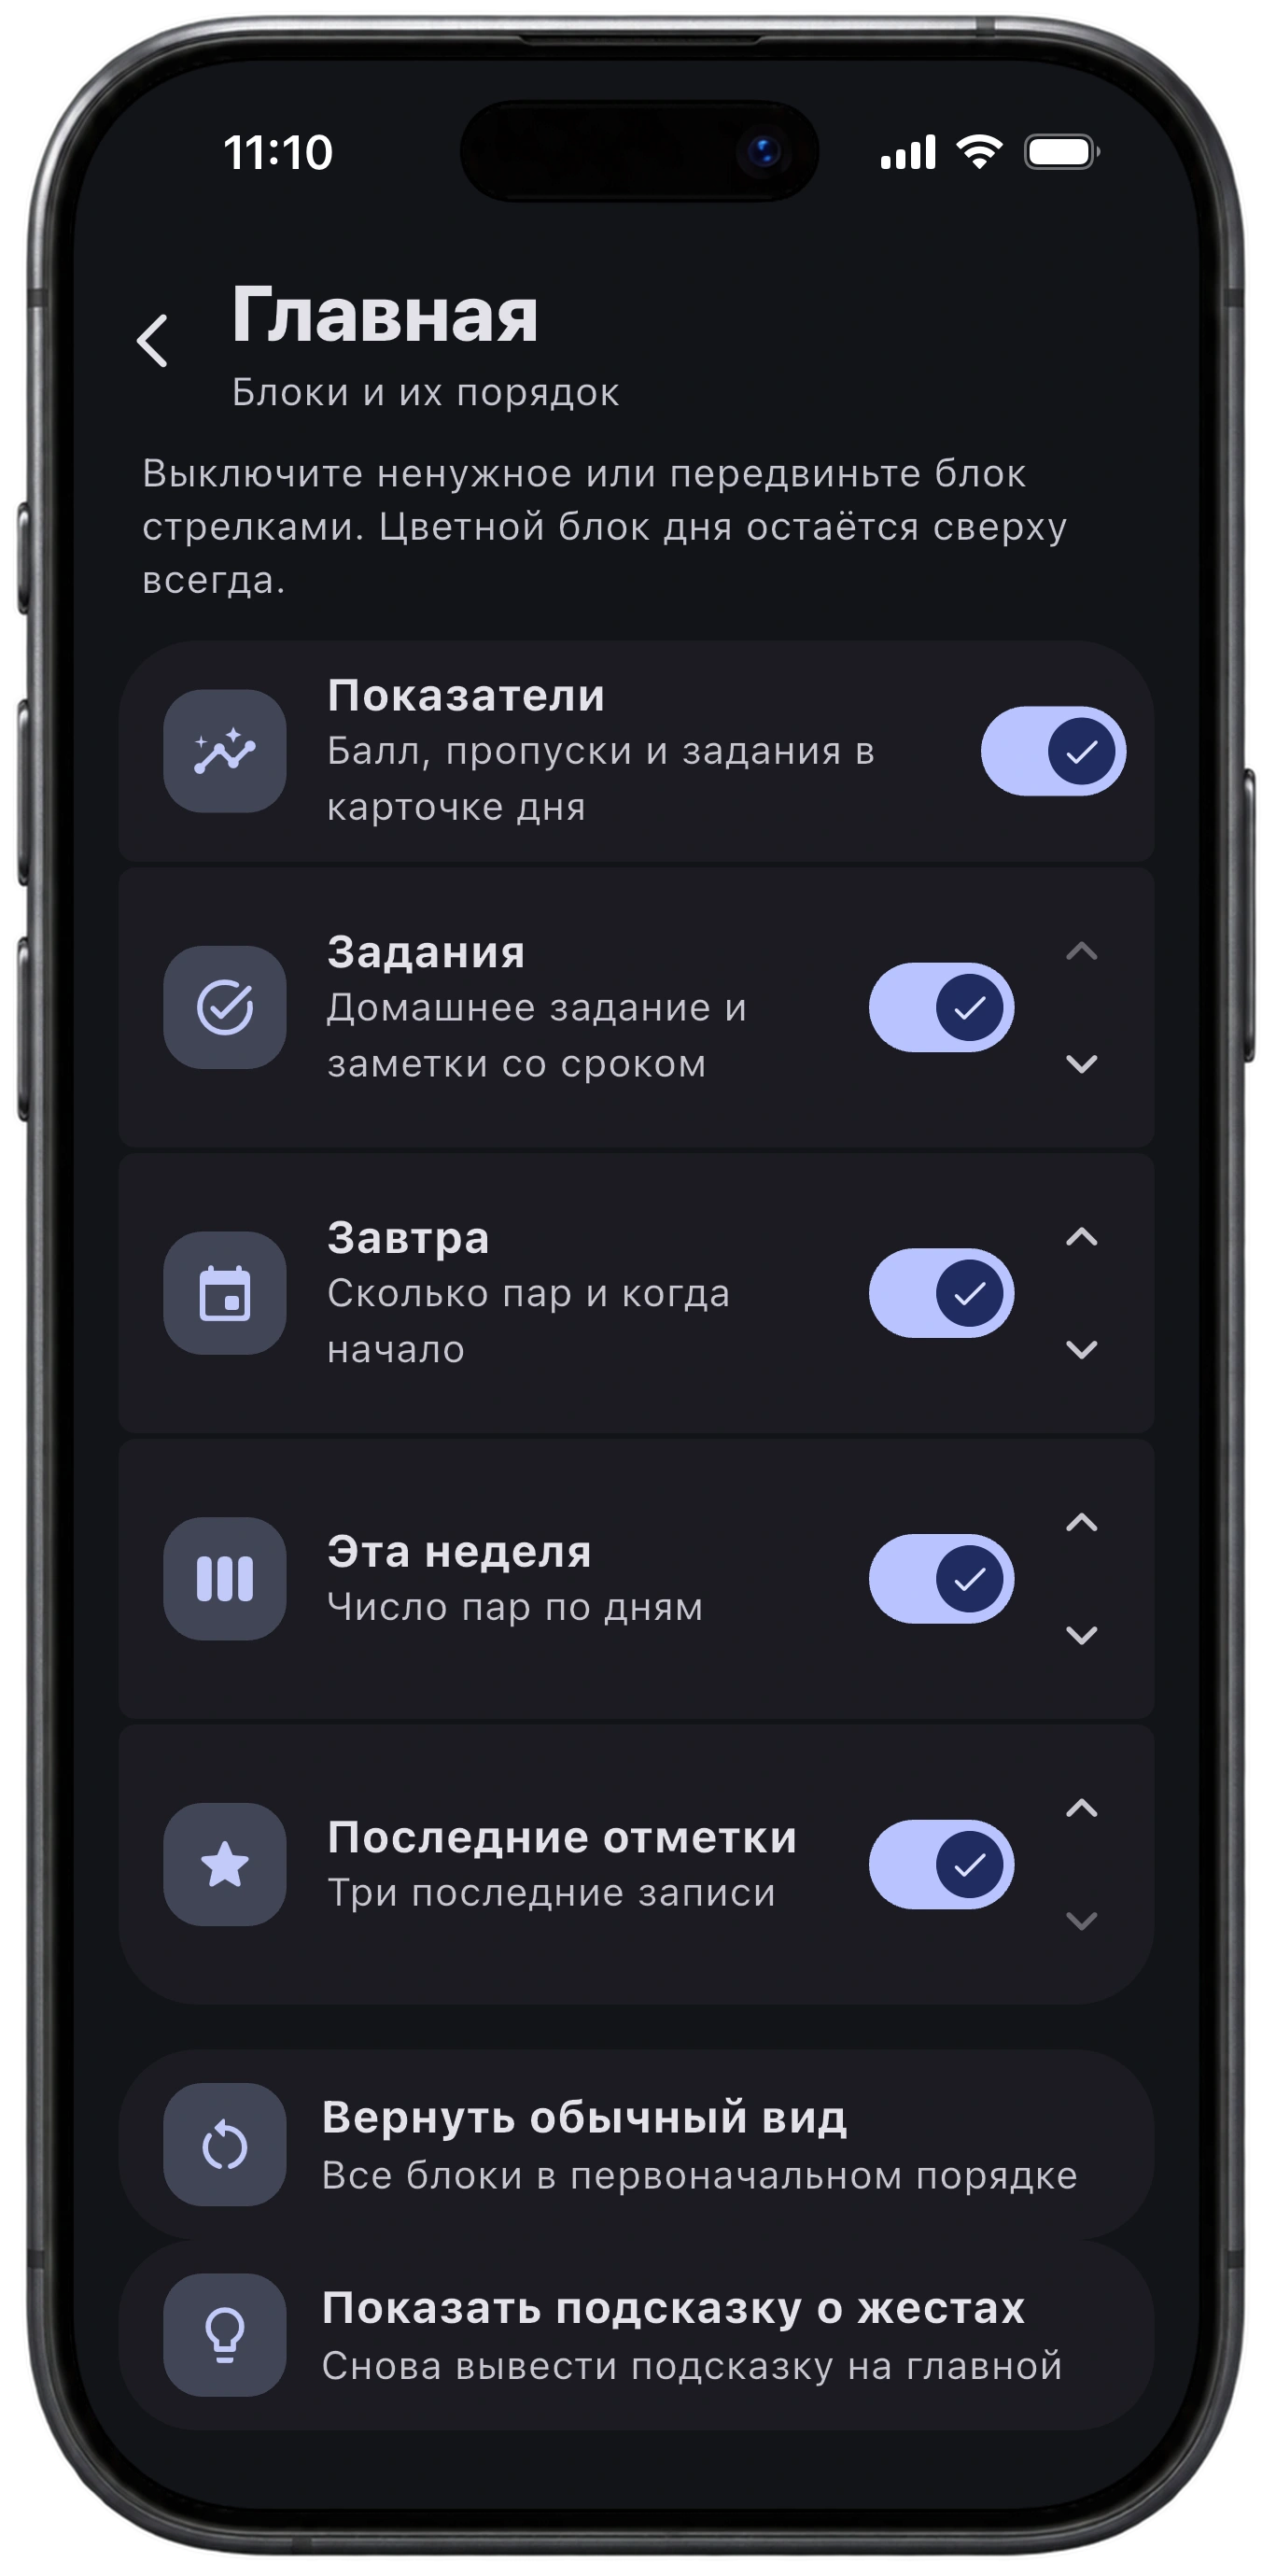 11:10
Главная
Блоки и их порядок
Выключите ненужное или передвиньте блок
стрелками. Цветной блок дня остаётся сверху
всегда.
Показатели
Балл, пропуски и задания в
карточке дня
Задания
Домашнее задание и
заметки со сроком
Завтра
Сколько пар и когда
начало
Эта неделя
Число пар по дням
Последние отметки
Три последние записи
Вернуть обычный вид
Все блоки в первоначальном порядке
Показать подсказку о жестах
Снова вывести подсказку на главной